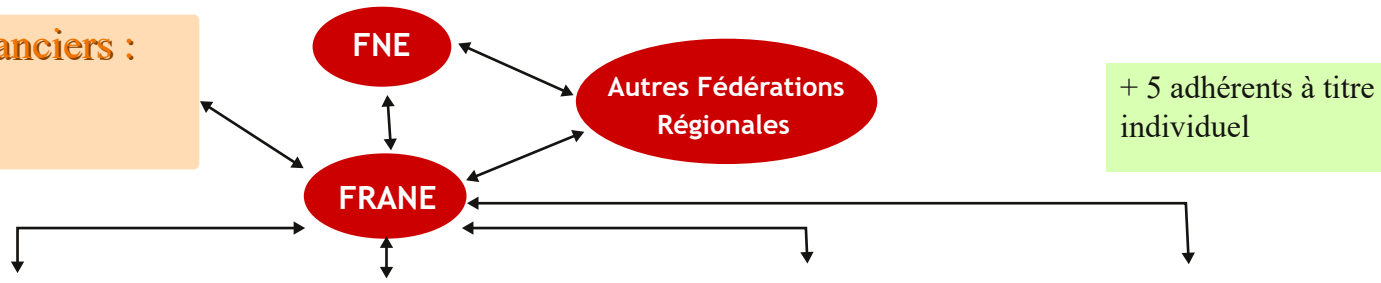 anciers :
FNE
Autres Fédérations
Régionales
+ 5 adhérents à titre
individuel
FRANE